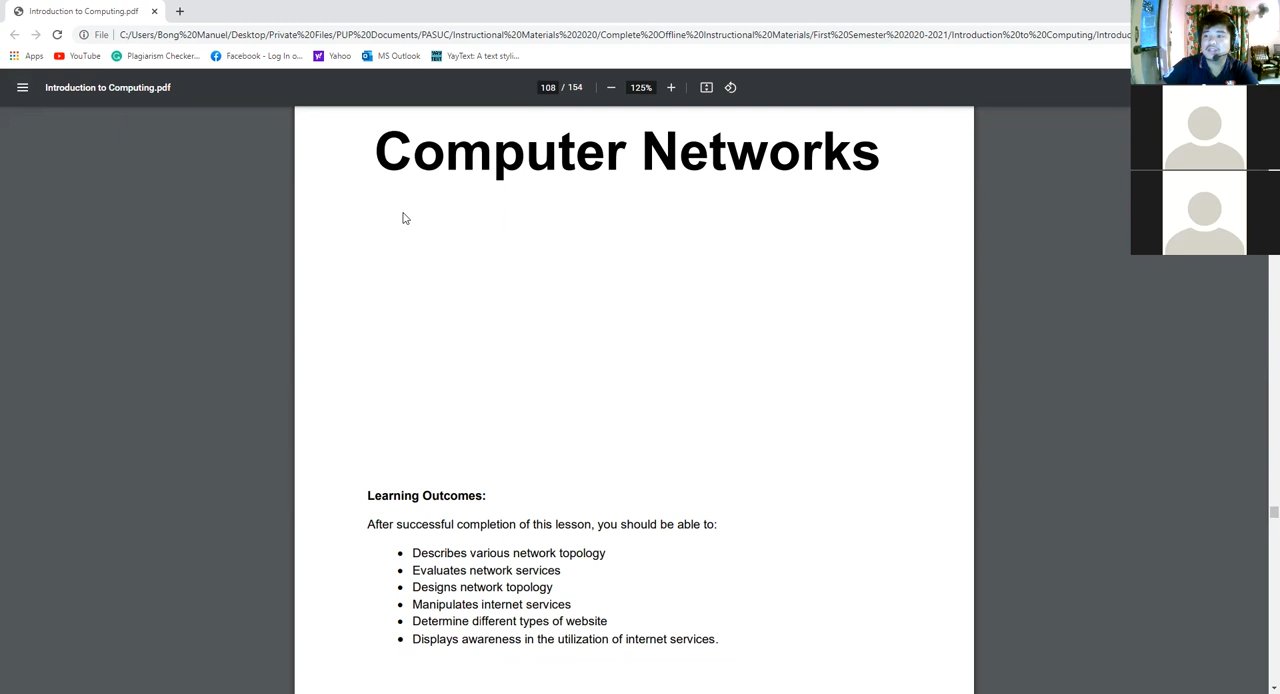 Introduction to Computing.pdf
File
C:/Users/Bong%20Manuel/Desktop/Private%20Files/PUP%20Documents/PASUC/Instructional%20Materials%202020/Complete%20Offline%20Instructional%20Materials/First%20Semester%202020-2021/Introduction%20to%20Computing/Introduc
Apps YouTube Plagiarism Checker... Facebook - Log In o... Yahoo MS Outlook YayText: A text styli...
Introduction to Computing.pdf 108 / 154 125%
Computer Networks
Learning Outcomes:
After successful completion of this lesson, you should be able to:
• Describes various network topology
• Evaluates network services
• Designs network topology
• Manipulates internet services
• Determine different types of website
• Displays awareness in the utilization of internet services.